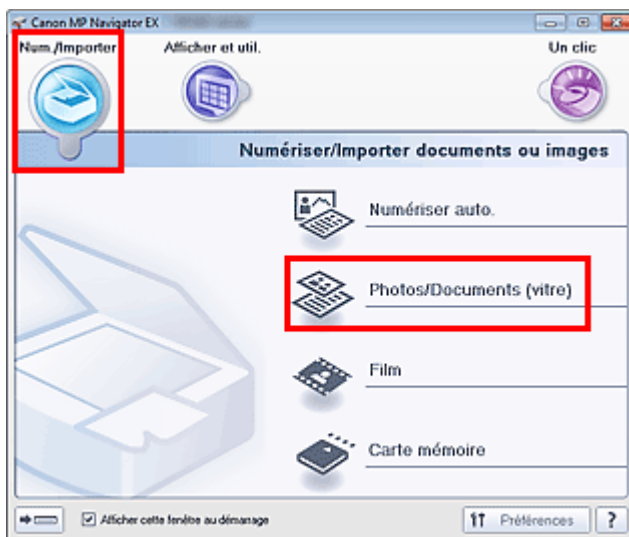 Canon MP Navigator EX
Num./Importer
Afficher et util.
Un clic
Numériser/Importer documents ou images
Numériser auto.
Photos/Documents (vitre)
Film
Carte mémoire
Afficher cette fenêtre au démarrage
Préférences
?